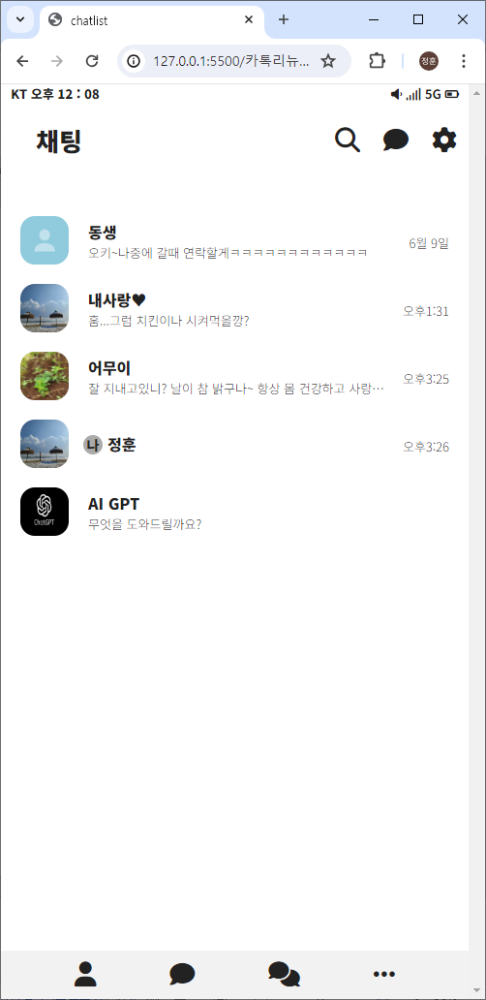 chatlist
127.0.0.1:5500/카톡리뉴...
정훈
KT 오후 12 : 08
5G
채팅
동생
6월 9일
오키~나중에 갈때 연락할게ㅋㅋㅋㅋㅋㅋㅋㅋㅋㅋㅋㅋ
내사랑♥
오후1:31
흠...그럼 치킨이나 시켜먹을깡?
어무이
오후3:25
잘 지내고있니? 날이 참 밝구나~ 항상 몸 건강하고 사랑…
나 정훈
오후3:26
AI GPT
ChatGPT
무엇을 도와드릴까요?